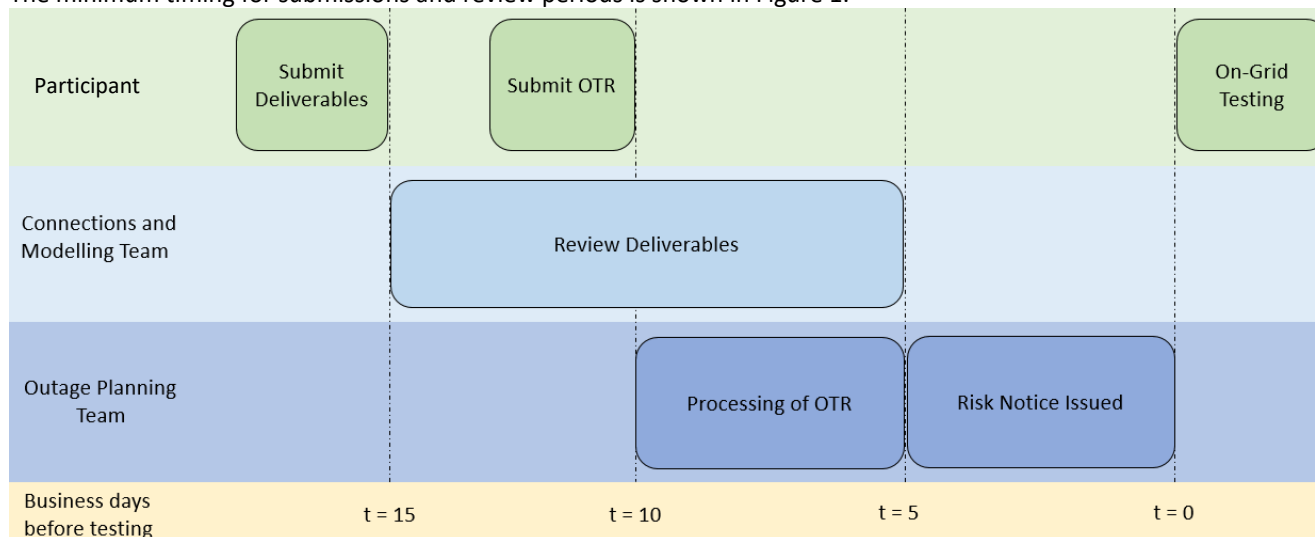 The minimum timing for submissions and review periods is shown in Figure 1.
Participant
Submit
Deliverables
Submit OTR
On-Grid
Testing
Connections and
Modelling Team
Review Deliverables
Outage Planning
Team
Processing of OTR
Risk Notice Issued
Business days
before testing
t = 15
t = 10
t = 5
t = 0